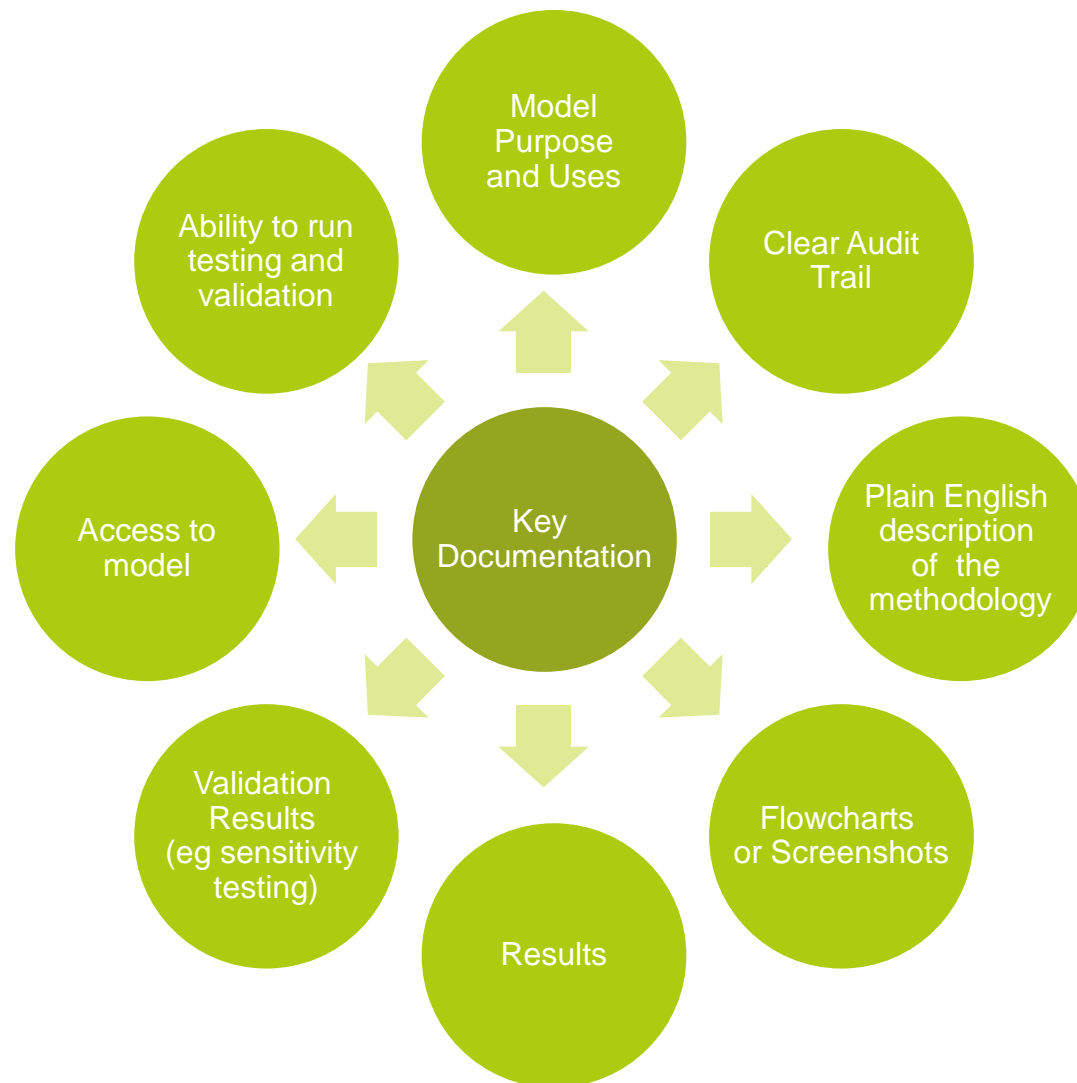 Model
Purpose
and Uses
Clear Audit
Trail
Plain English
description
of the
methodology
Flowcharts
or Screenshots
Results
Validation
Results
(eg sensitivity
testing)
Access to
model
Ability to run
testing and
validation
Key
Documentation